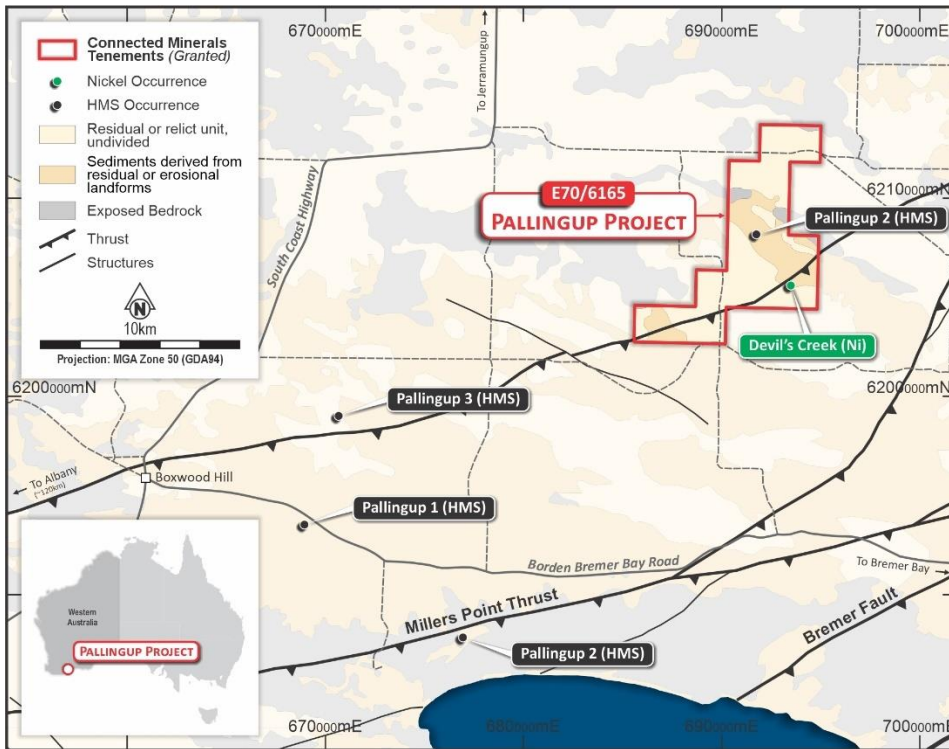 670000mE
690000mE
700000mE
Connected Minerals
Tenements (Granted)
Nickel Occurrence
HMS Occurrence
Residual or relict unit,
undivided
Sediments derived from
residual or erosional
landforms
Exposed Bedrock
Thrust
Structures
N
10km
Projection: MGA Zone 50 (GDA94)
To Jerramungup
South Coast Highway
E70/6165
PALLINGUP PROJECT
6210000mN
Pallingup 2 (HMS)
Devil's Creek (Ni)
6200000mN
6200000mN
Pallingup 3 (HMS)
To Albany
(~120km)
Boxwood Hill
Pallingup 1 (HMS)
Borden Bremer Bay Road
To Bremer Bay
Millers Point Thrust
Bremer Fault
Pallingup 2 (HMS)
Western
Australia
PALLINGUP PROJECT
670000mE
680000mE
690000mE
700000mE